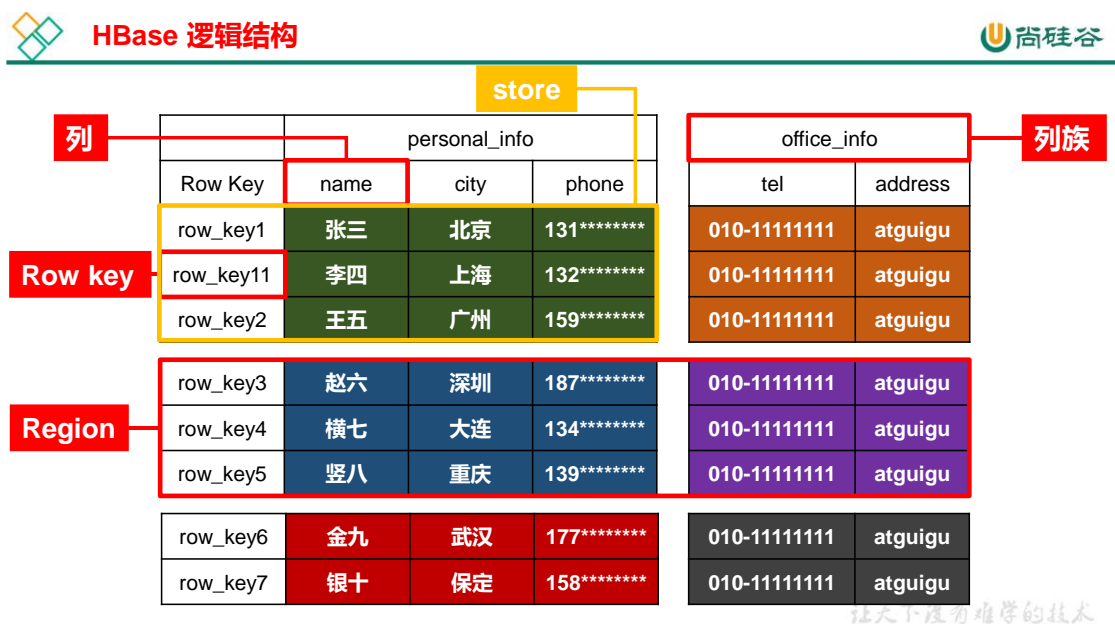 HBase 逻辑结构
尚硅谷
store
列
personal_info
office_info
列族
Row Key name city phone tel address
row_key1 张三 北京 131******** 010-11111111 atguigu
Row key
row_key11 李四 上海 132******** 010-11111111 atguigu
row_key2 王五 广州 159******** 010-11111111 atguigu
row_key3 赵六 深圳 187******** 010-11111111 atguigu
Region
row_key4 横七 大连 134******** 010-11111111 atguigu
row_key5 竖八 重庆 139******** 010-11111111 atguigu
row_key6 金九 武汉 177******** 010-11111111 atguigu
row_key7 银十 保定 158******** 010-11111111 atguigu
让天下没有难学的技术